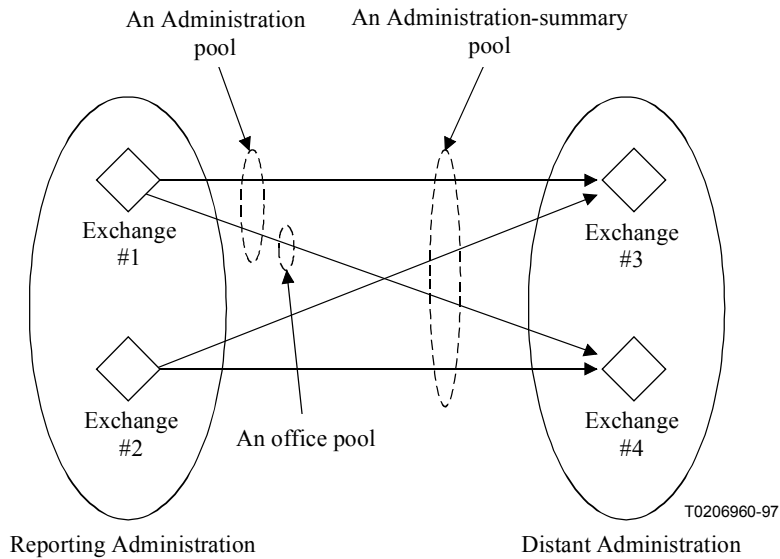 An Administration
pool
An Administration-summary
pool
Exchange
#1
Exchange
#3
Exchange
#2
An office pool
Exchange
#4
T0206960-97
Reporting Administration
Distant Administration